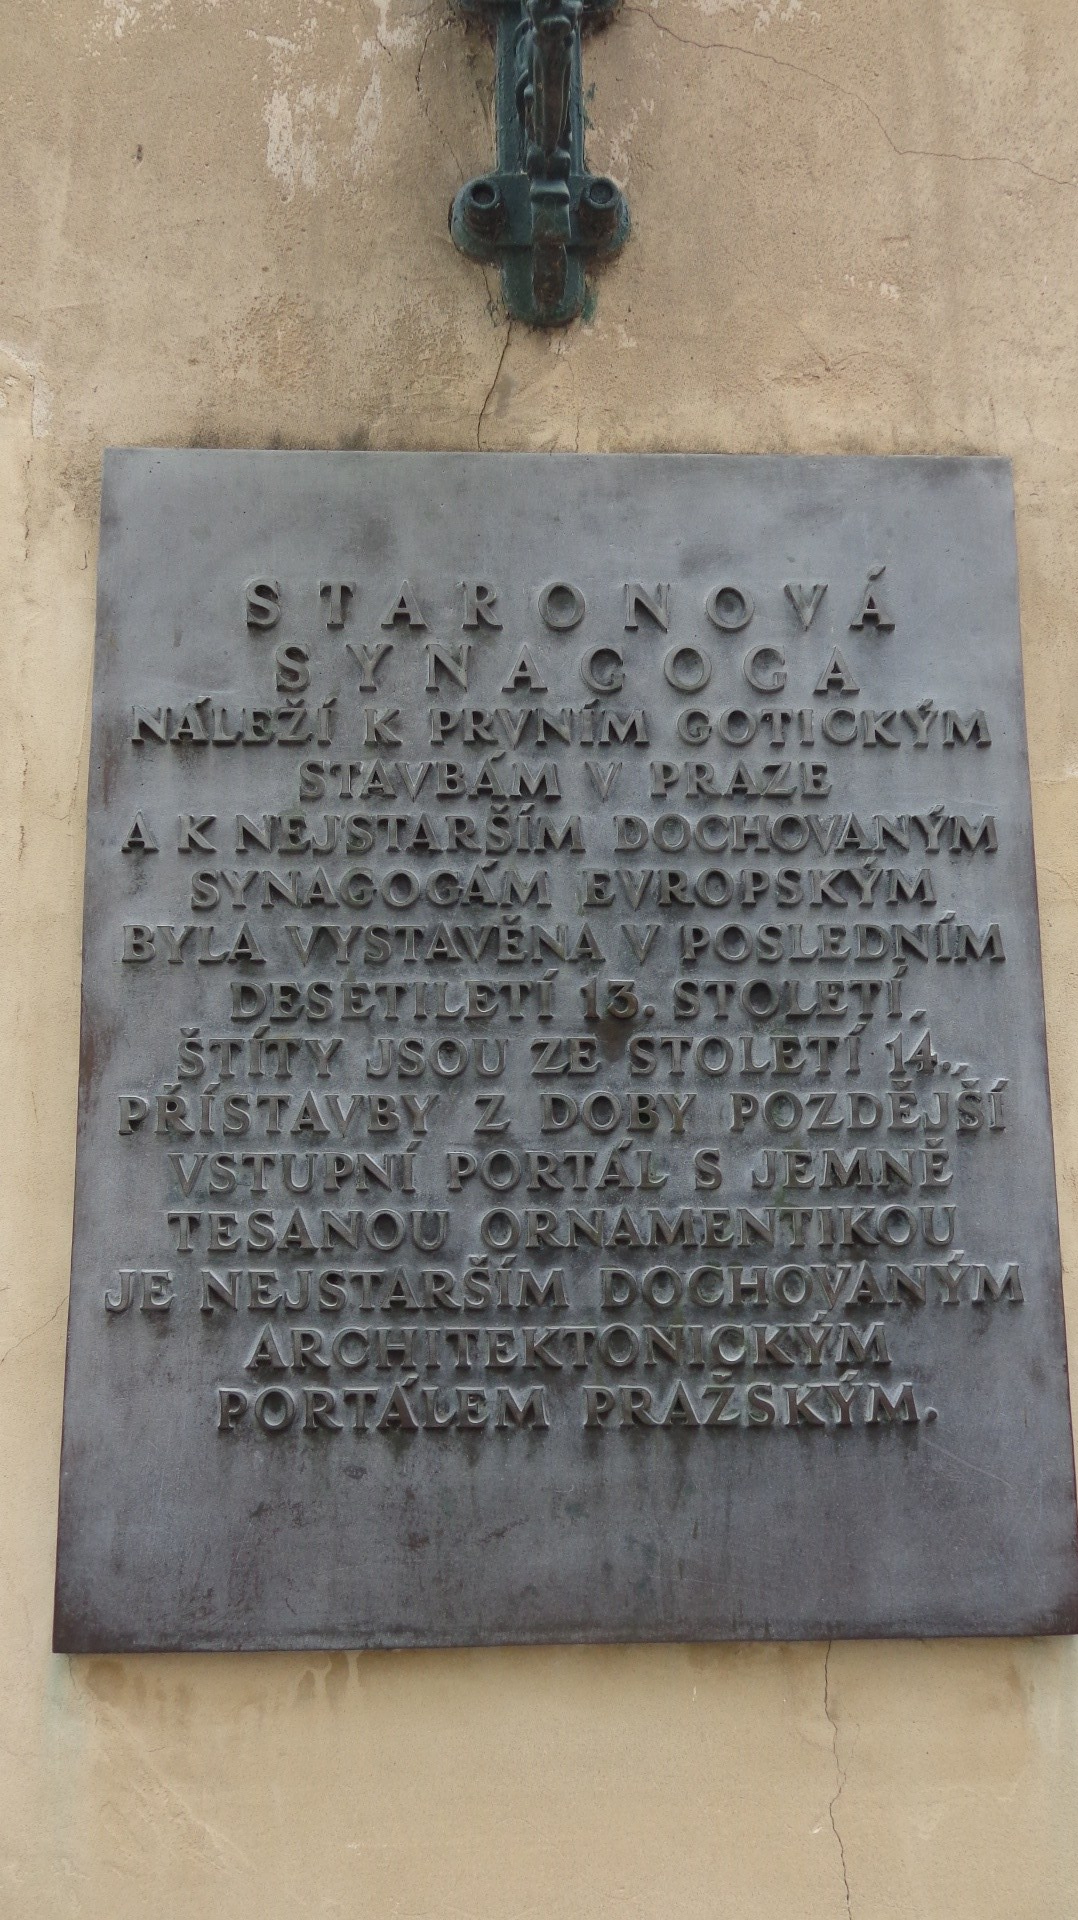 STARONOVÁ
SYNAGOGA
NÁLEŽÍ K PRVNÍM GOTICKÝM
STAVBÁM V PRAZE
A K NEJSTARŠÍM DOCHOVANÝM
SYNAGOGÁM EVROPSKÝM
BYLA VYSTAVĚNA V POSLEDNÍM
DESETILETÍ 13. STOLETÍ,
ŠTÍTY JSOU ZE STOLETÍ 14.,
PŘÍSTAVBY Z DOBY POZDĚJŠÍ
VSTUPNÍ PORTÁL S JEMNĚ
TESANOU ORNAMENTIKOU
JE NEJSTARŠÍM DOCHOVANÝM
ARCHITEKTONICKÝM
PORTÁLEM PRAŽSKÝM.